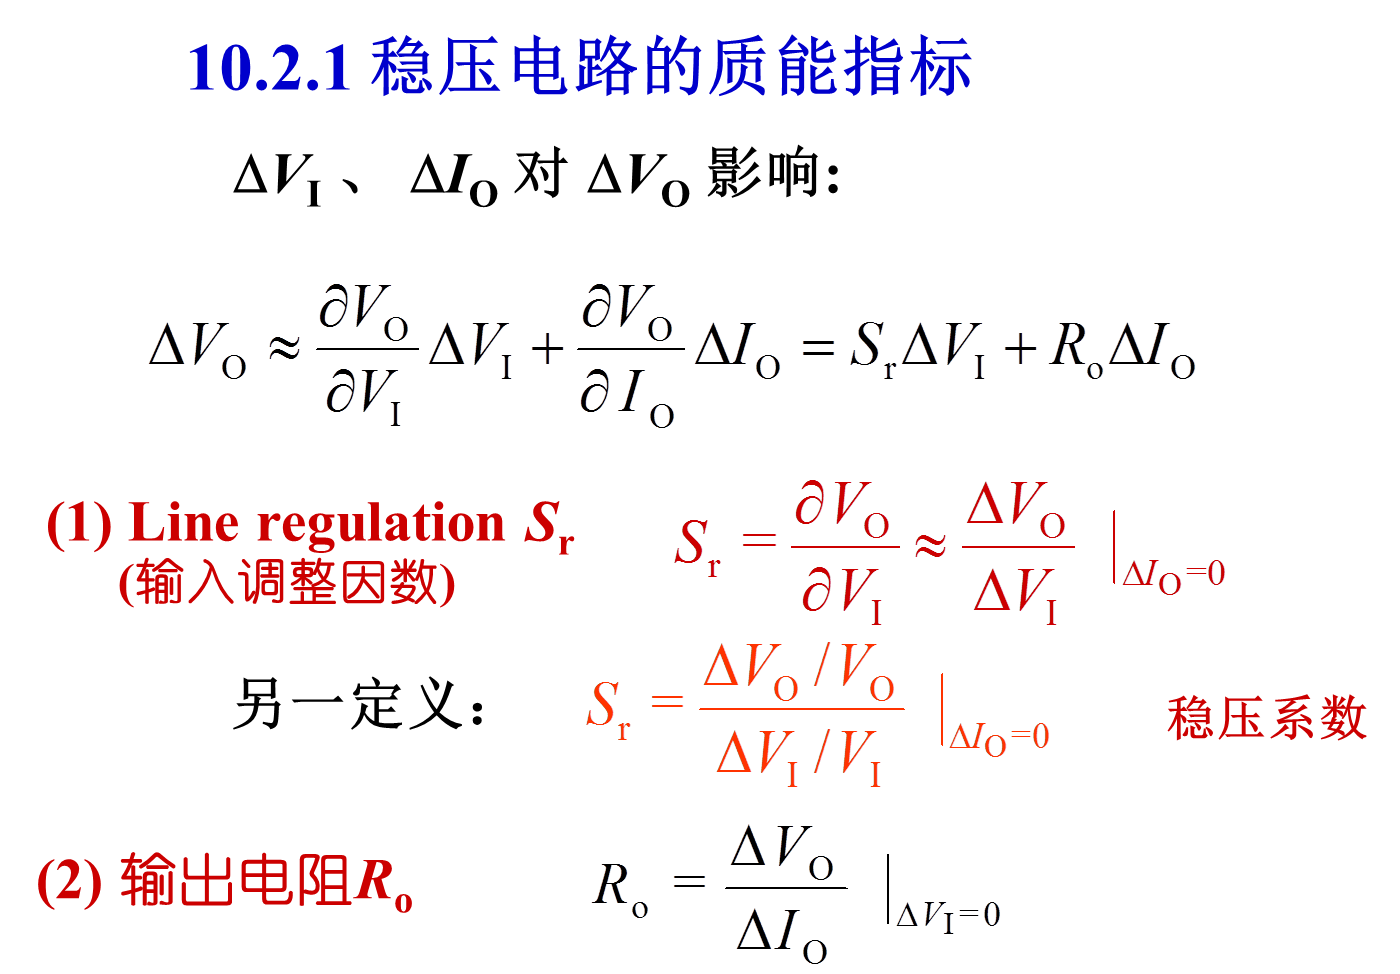 10.2.1 稳压电路的质能指标
ΔV_I 、 ΔI_O 对 ΔV_O 影响:
ΔV_O ≈ ∂V_O/∂V_I ΔV_I + ∂V_O/∂I_O ΔI_O = S_r ΔV_I + R_o ΔI_O
(1) Line regulation S_r
(输入调整因数)
S_r = ∂V_O/∂V_I ≈ ΔV_O/ΔV_I |_{ΔI_O=0}
另一定义: S_r = (ΔV_O / V_O)/(ΔV_I / V_I) |_{ΔI_O=0} 稳压系数
(2) 输出电阻R_o R_o = ΔV_O/ΔI_O |_{ΔV_I=0}